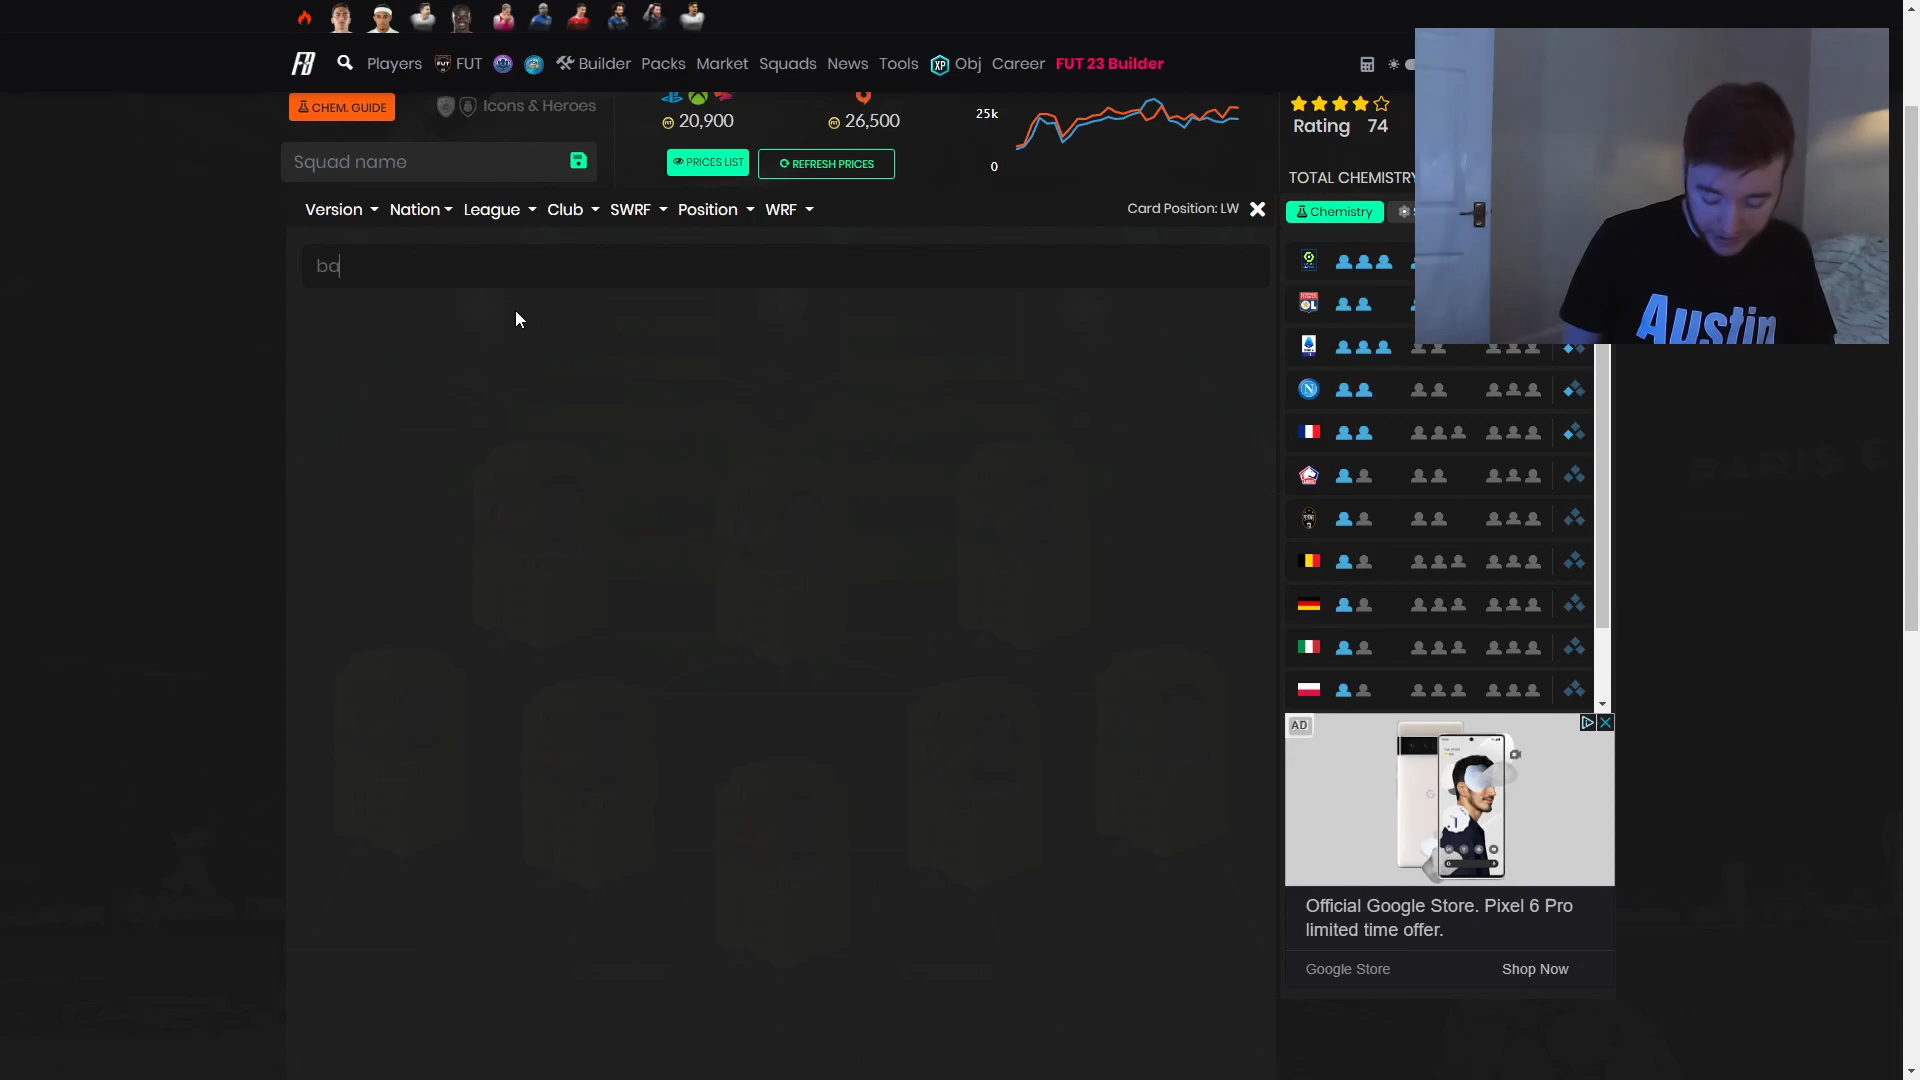 Players FUT Builder Packs Market Squads News Tools XP Obj Career FUT 23 Builder
CHEM. GUIDE
Icons & Heroes
20,900
26,500
25k
0
Rating 74
Squad name
PRICES LIST
REFRESH PRICES
TOTAL CHEMISTRY
Version Nation League Club SWRF Position WRF
Card Position: LW
Chemistry
ba
Austin
AD
Official Google Store. Pixel 6 Pro
limited time offer.
Google Store
Shop Now